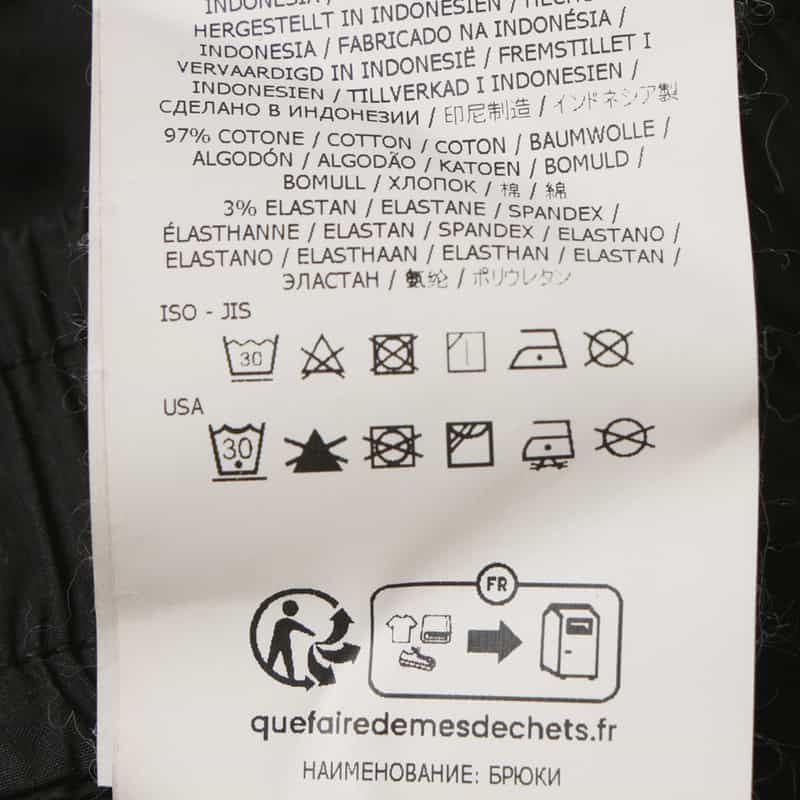 INDONESIA /
HERGESTELLT IN INDONESIEN /
INDONESIA / FABRICADO NA INDONÉSIA /
VERVAARDIGD IN INDONESIË / FREMSTILLET I
INDONESIEN / TILLVERKAD I INDONESIEN /
СДЕЛАНО В ИНДОНЕЗИИ / 印尼制造 / インドネシア製
97% COTONE / COTTON / COTON / BAUMWOLLE /
ALGODÓN / ALGODÃO / KATOEN / BOMULD /
BOMULL / ХЛОПОК / 棉 / 綿
3% ELASTAN / ELASTANE / SPANDEX /
ÉLASTHANNE / ELASTAN / SPANDEX / ELASTANO /
ELASTANO / ELASTHAAN / ELASTHAN / ELASTAN /
ЭЛАСТАН / 氨纶 / ポリウレタン
ISO - JIS
30
USA
30
FR
quefairedemesdechets.fr
НАИМЕНОВАНИЕ: БРЮКИ